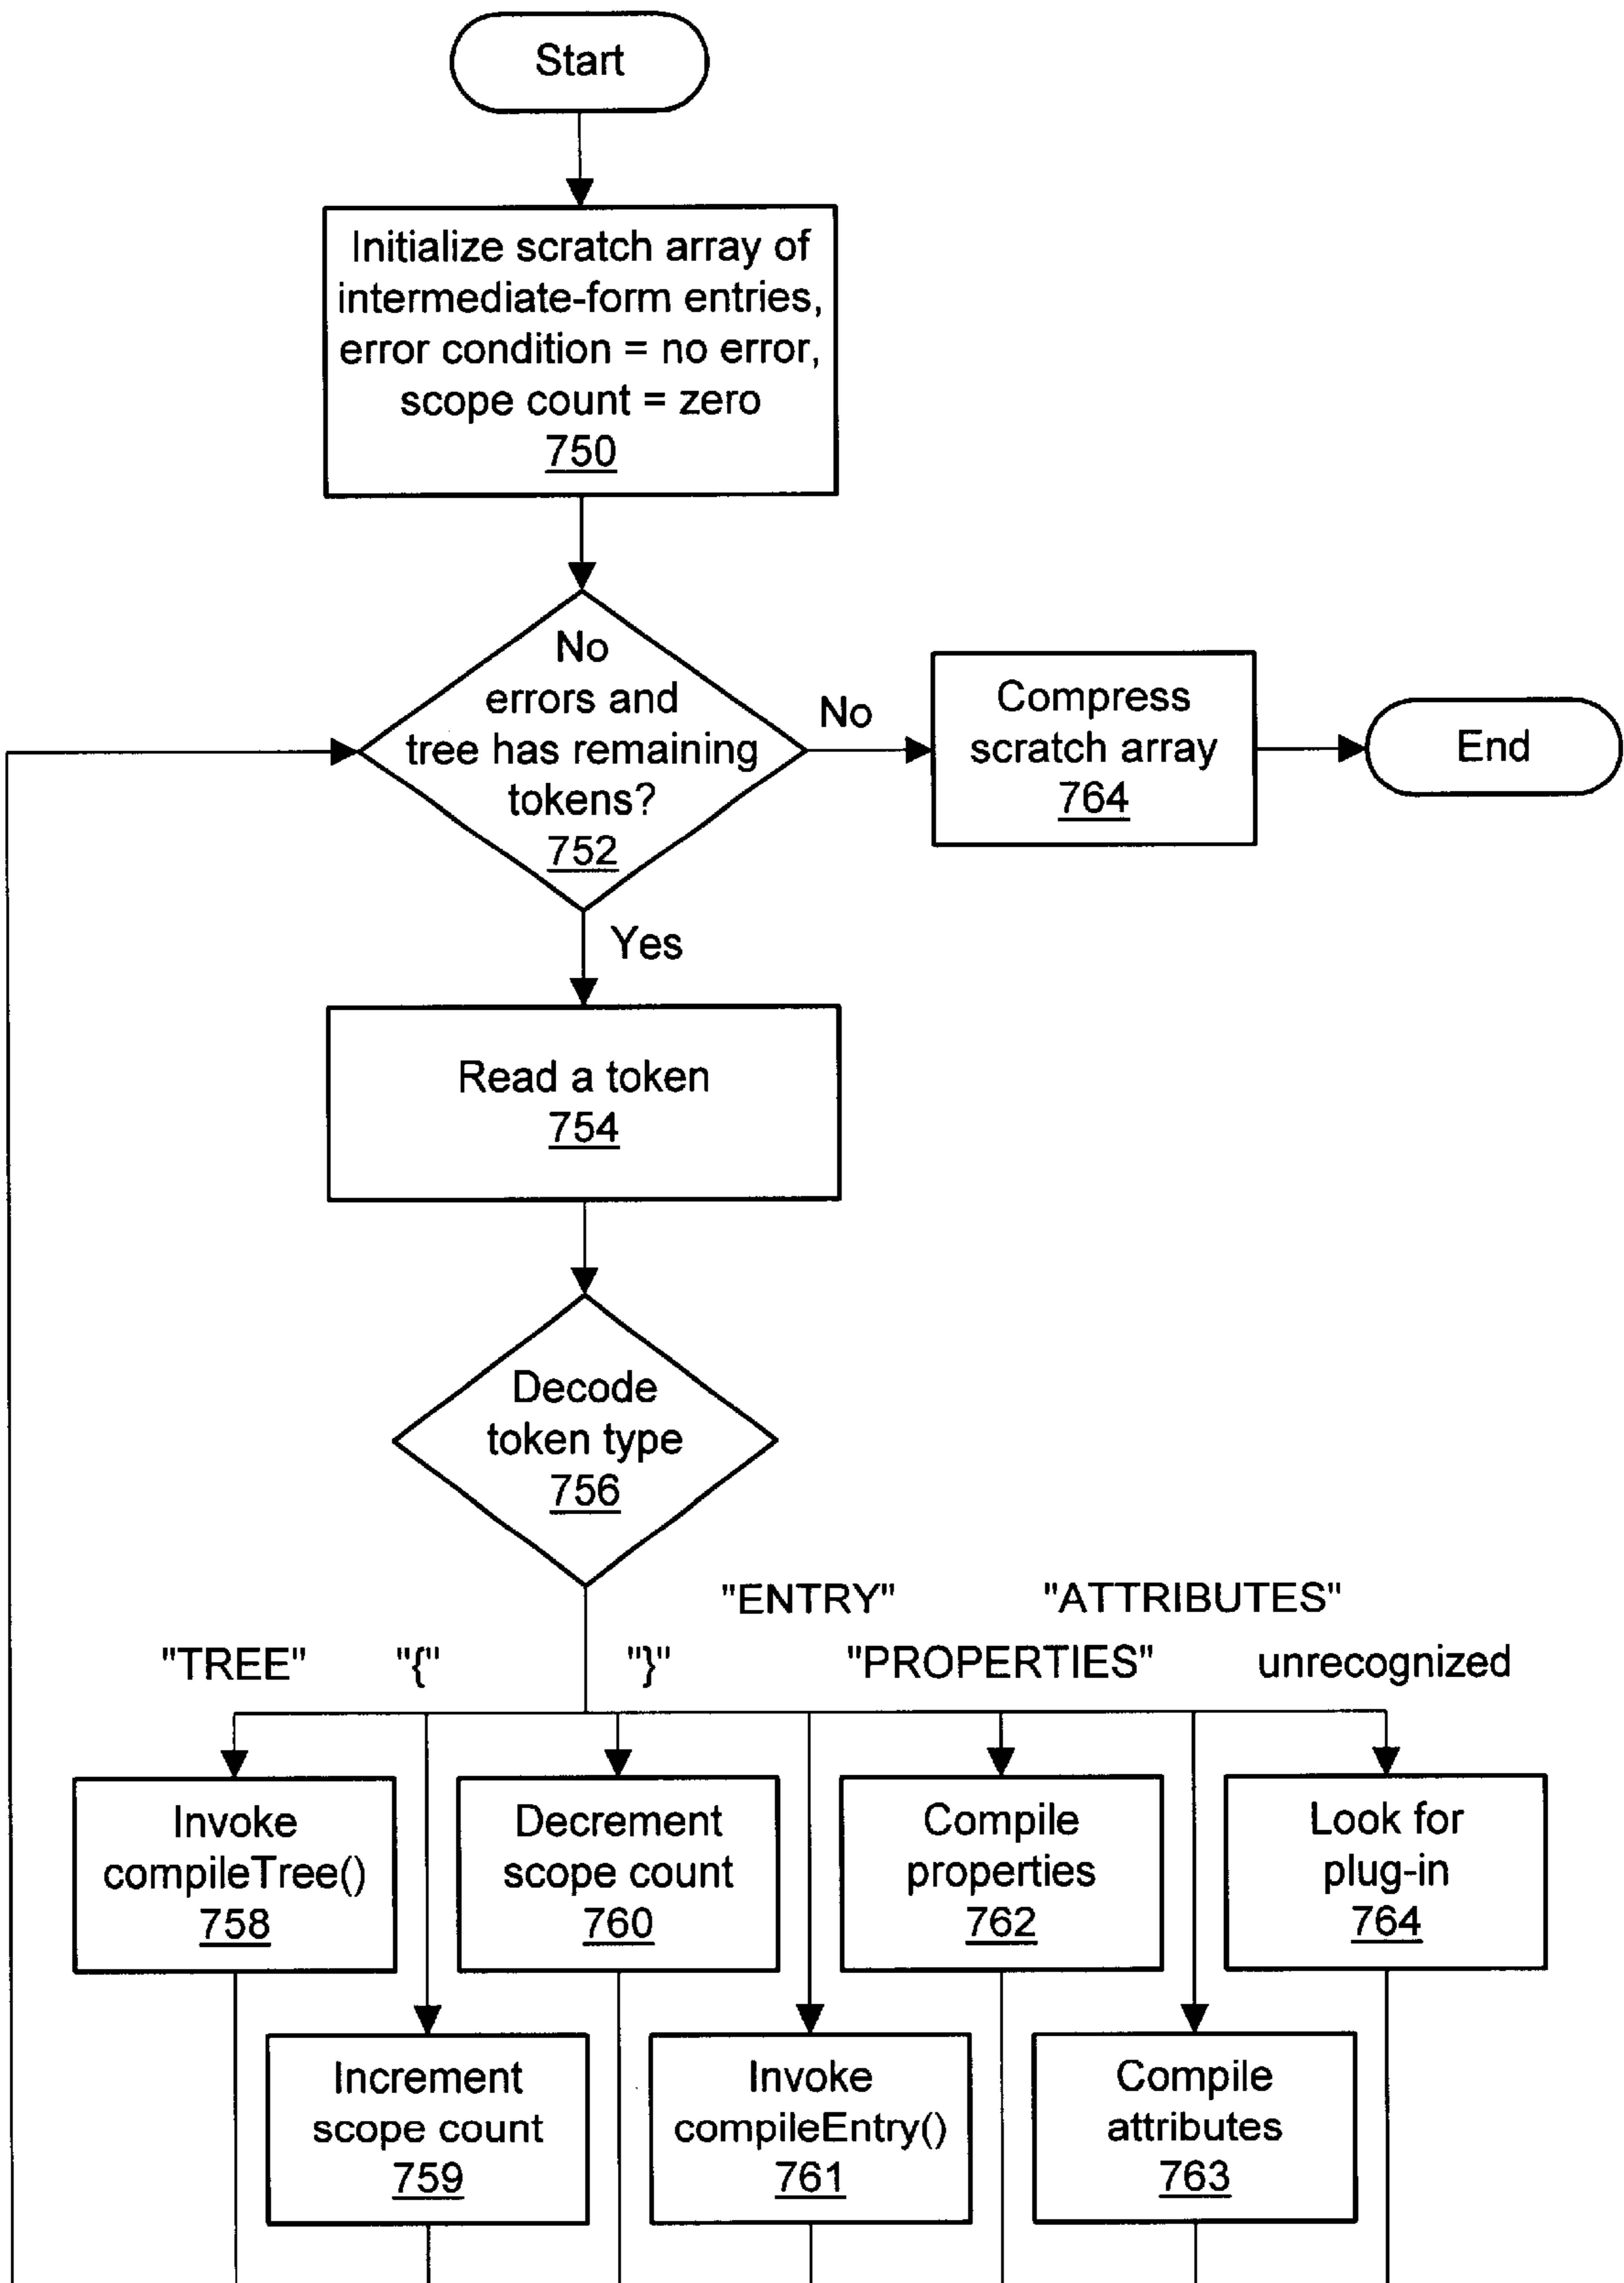 Start
Initialize scratch array of
intermediate-form entries,
error condition = no error,
scope count = zero
750
No
errors and
tree has remaining
tokens?
752
No
Compress
scratch array
764
End
Yes
Read a token
754
Decode
token type
756
"ENTRY"
"ATTRIBUTES"
"TREE"
"{"
"}"
"PROPERTIES"
unrecognized
Invoke
compileTree()
758
Decrement
scope count
760
Compile
properties
762
Look for
plug-in
764
Increment
scope count
759
Invoke
compileEntry()
761
Compile
attributes
763